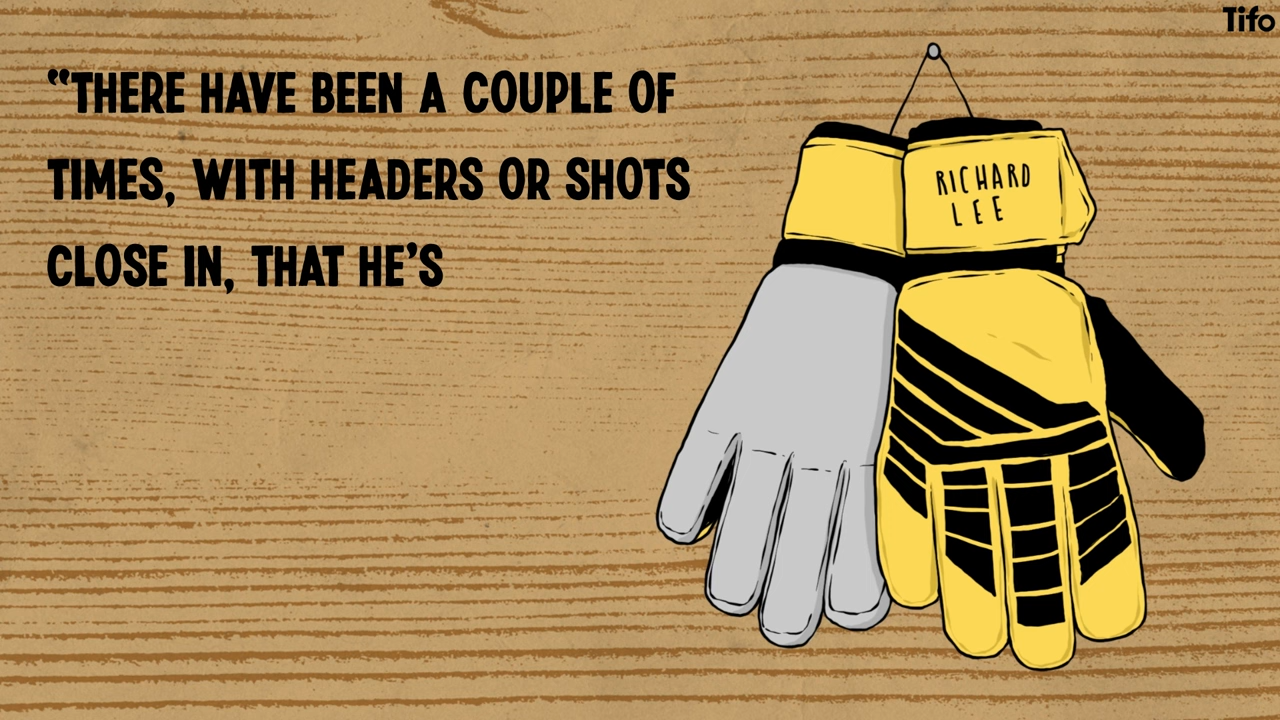 Tifo
“THERE HAVE BEEN A COUPLE OF
TIMES, WITH HEADERS OR SHOTS
CLOSE IN, THAT HE’S
RICHARD
LEE